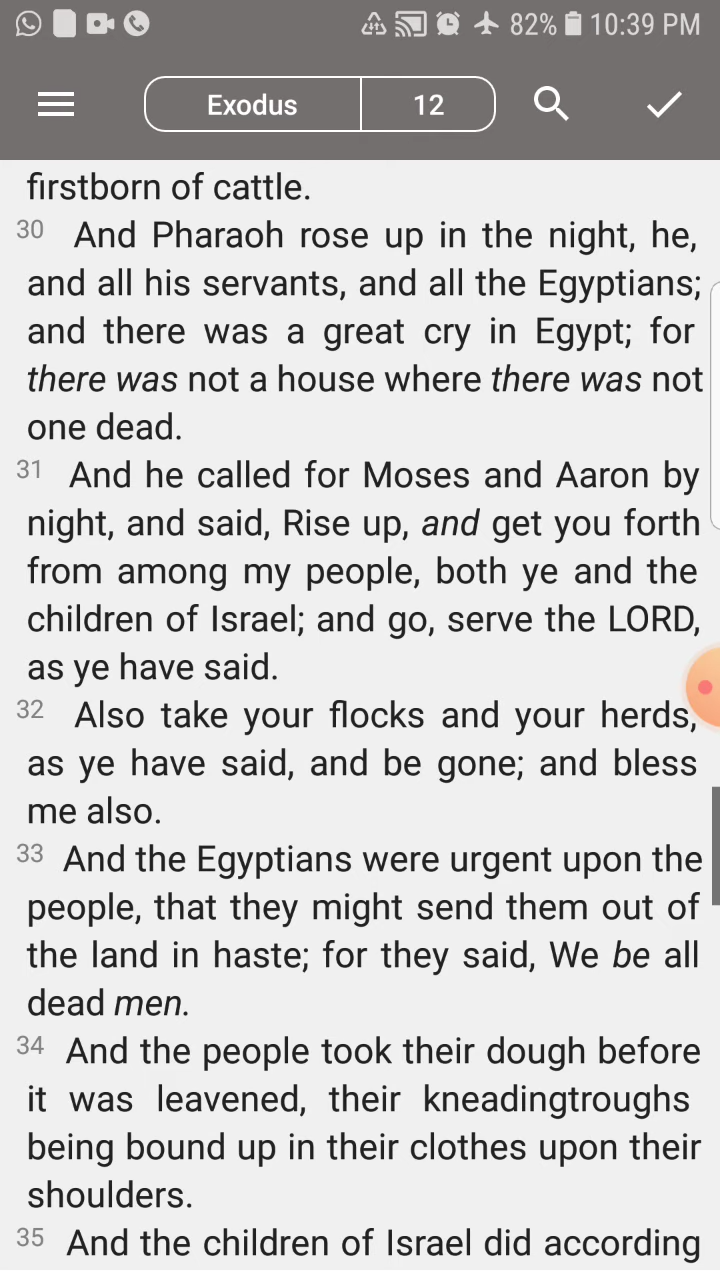 82% 10:39 PM
Exodus 12
firstborn of cattle.
30 And Pharaoh rose up in the night, he,
and all his servants, and all the Egyptians;
and there was a great cry in Egypt; for
there was not a house where there was not
one dead.
31 And he called for Moses and Aaron by
night, and said, Rise up, and get you forth
from among my people, both ye and the
children of Israel; and go, serve the LORD,
as ye have said.
32 Also take your flocks and your herds,
as ye have said, and be gone; and bless
me also.
33 And the Egyptians were urgent upon the
people, that they might send them out of
the land in haste; for they said, We be all
dead men.
34 And the people took their dough before
it was leavened, their kneadingtroughs
being bound up in their clothes upon their
shoulders.
35 And the children of Israel did according